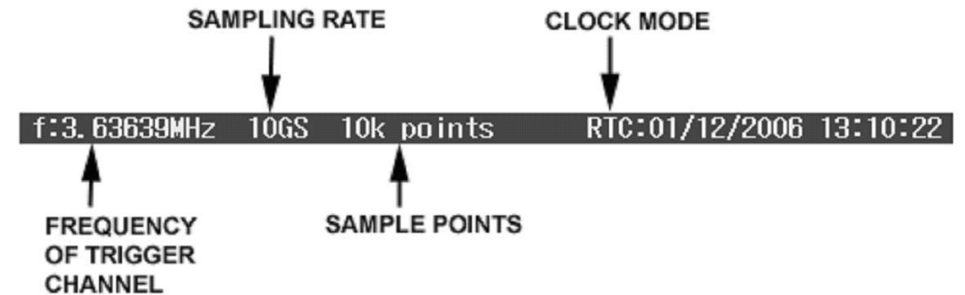 SAMPLING RATE
CLOCK MODE
f:3.63639MHz 10GS 10k points RTC:01/12/2006 13:10:22
FREQUENCY
OF TRIGGER
CHANNEL
SAMPLE POINTS